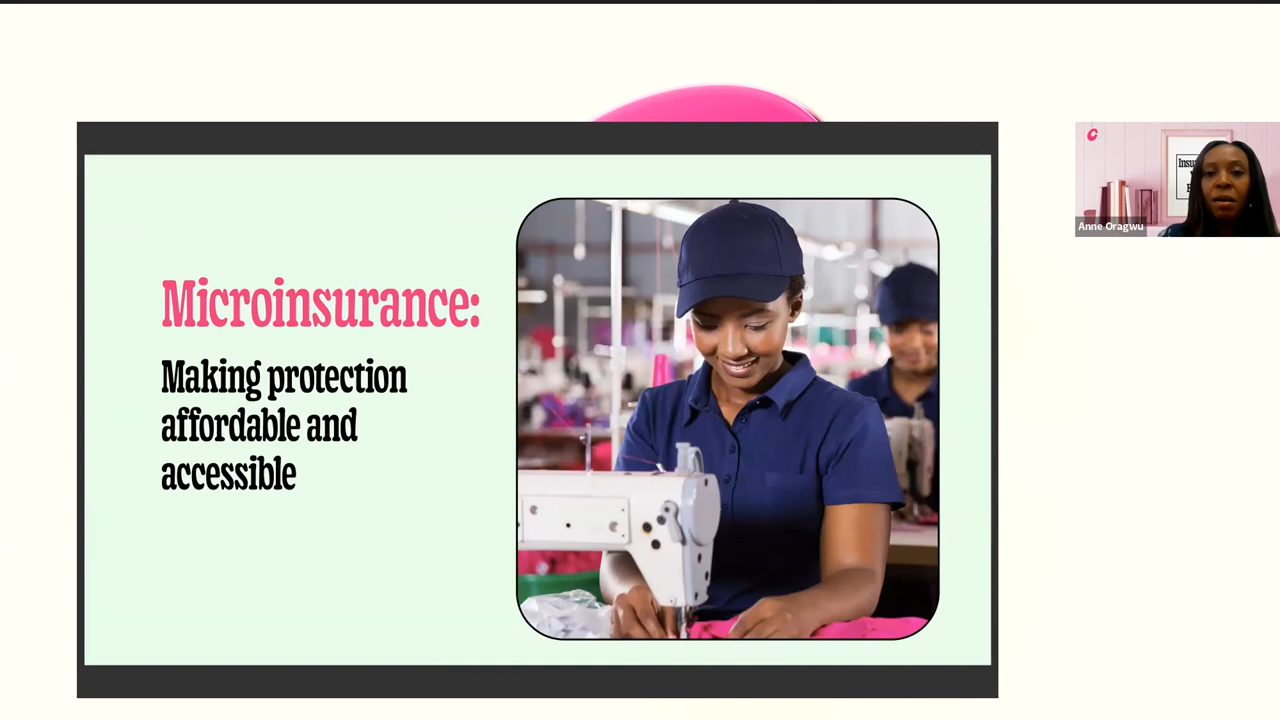 Microinsurance:
Making protection
affordable and
accessible
Anne Oragwu